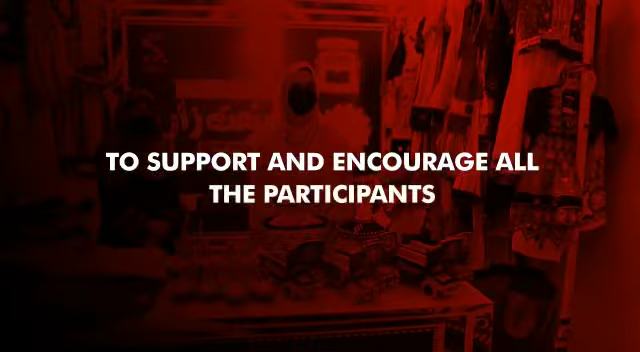 TO SUPPORT AND ENCOURAGE ALL
THE PARTICIPANTS